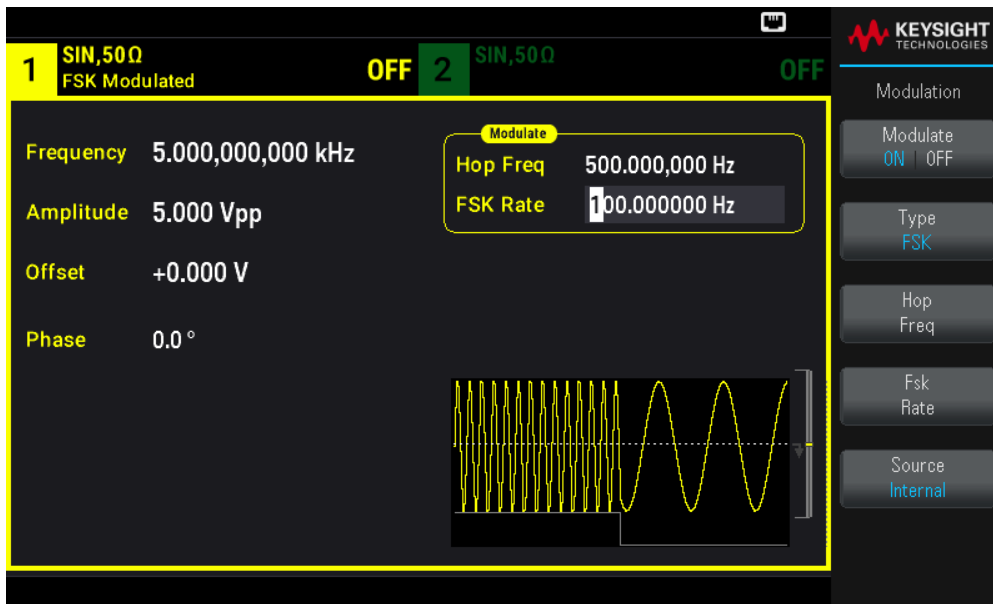 KEYSIGHT
TECHNOLOGIES
1 SIN,50Ω OFF
FSK Modulated
2 SIN,50Ω OFF
Frequency 5.000,000,000 kHz
Amplitude 5.000 Vpp
Offset +0.000 V
Phase 0.0 °
Modulate
Hop Freq 500.000,000 Hz
FSK Rate 100.000000 Hz
Modulation
Modulate
ON | OFF
Type
FSK
Hop
Freq
Fsk
Rate
Source
Internal